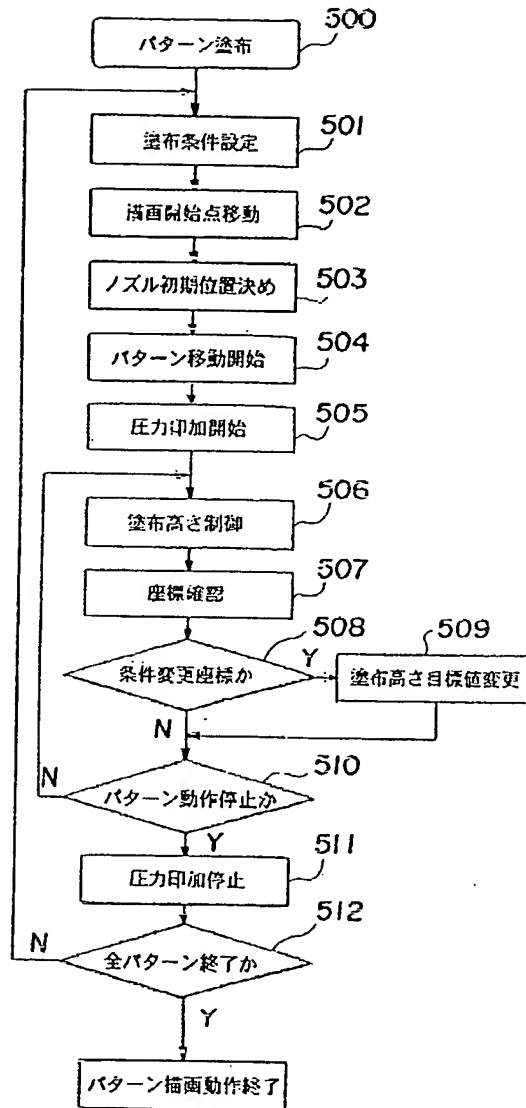 パターン塗布
500
塗布条件設定
501
描画開始点移動
502
ノズル初期位置決め
503
パターン移動開始
504
圧力印加開始
505
塗布高さ制御
506
座標確認
507
条件変更座標か
508
Y
塗布高さ目標値変更
509
N
パターン動作停止か
510
N
Y
圧力印加停止
511
全パターン終了か
512
N
Y
パターン描画動作終了